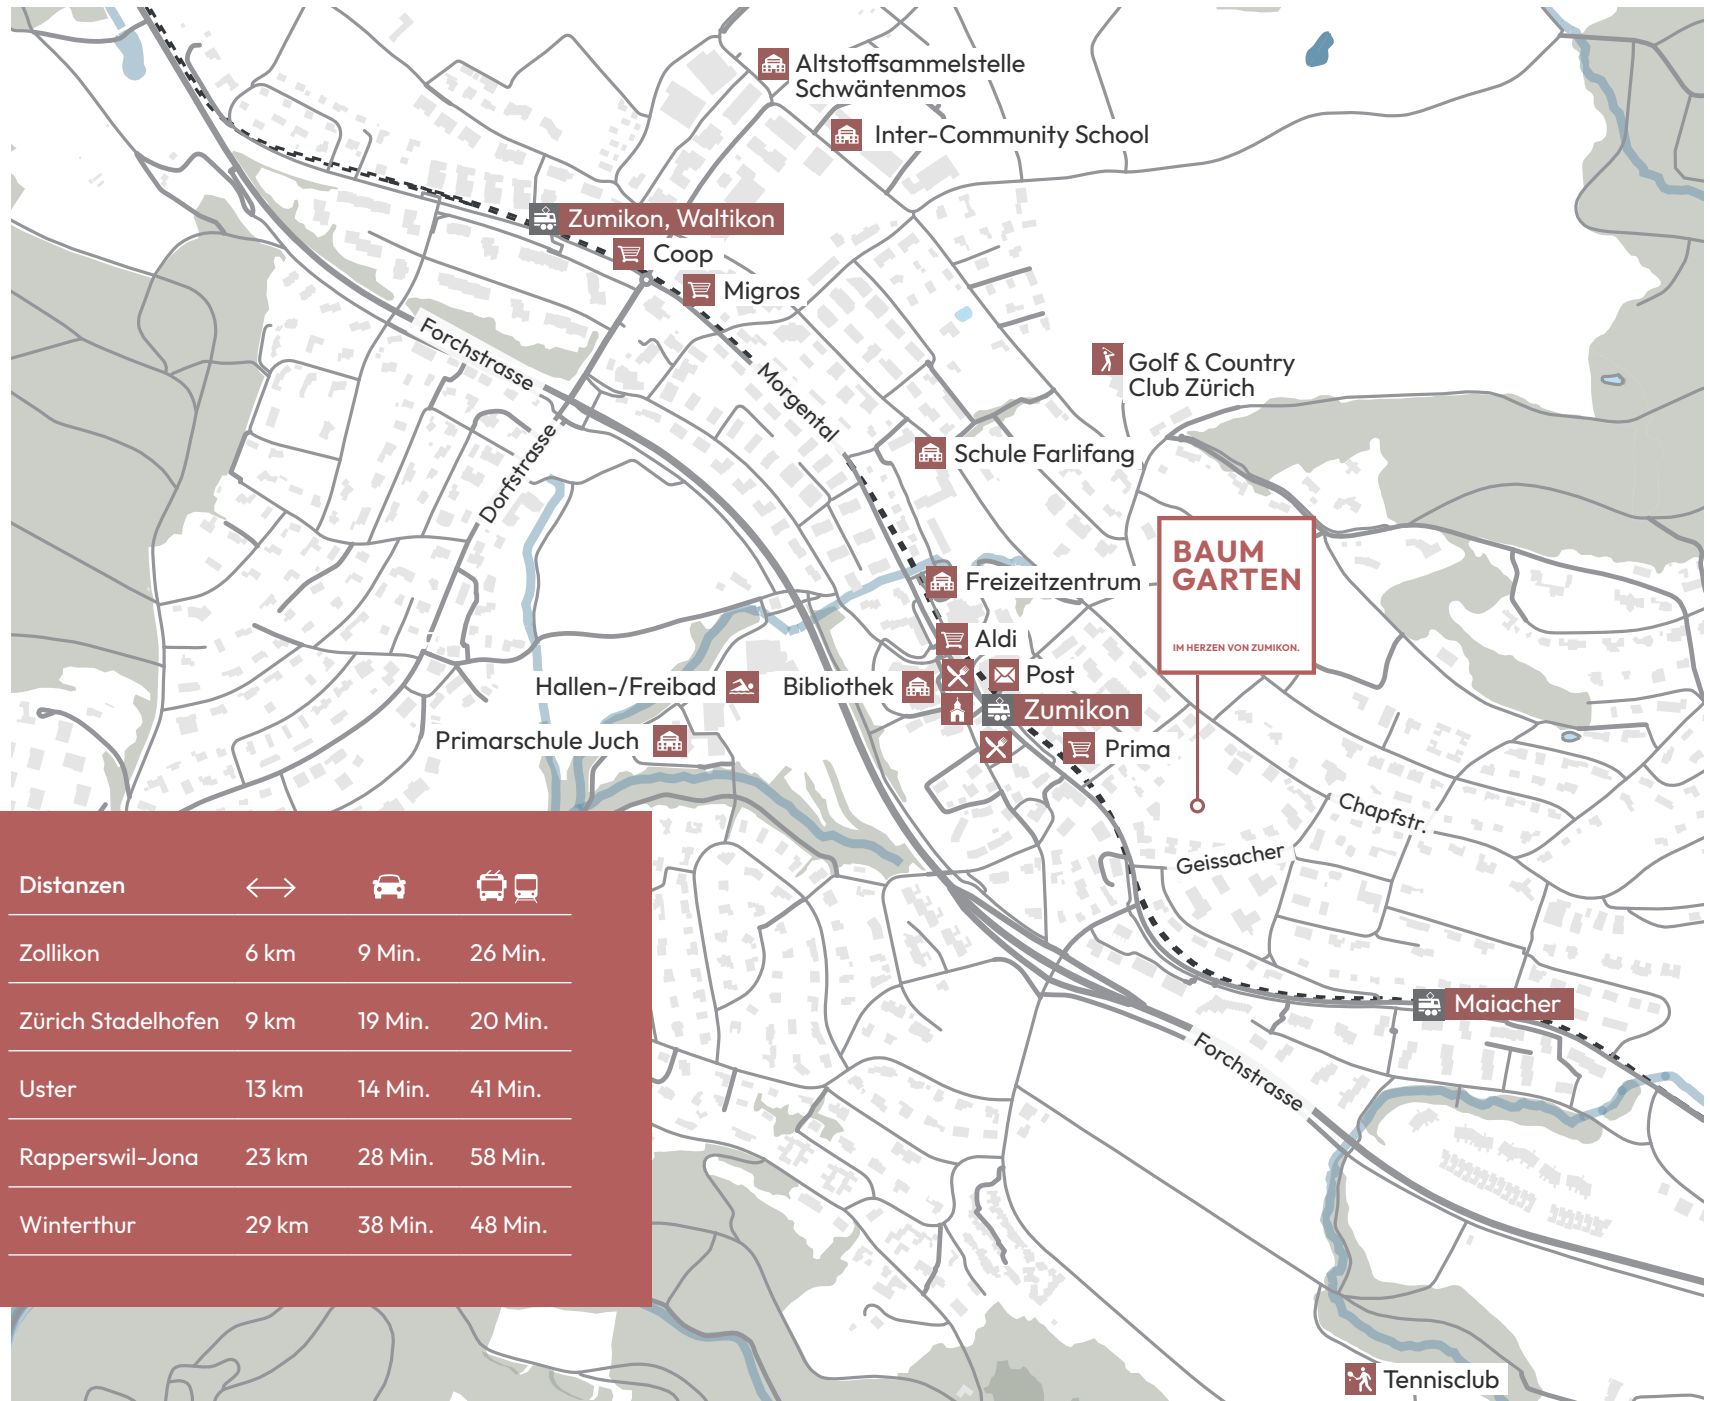 Altstoffsammelstelle
Schwäntenmos
Inter-Community School
Zumikon, Waltikon
Coop
Migros
Forchstrasse
Morgental
Golf & Country
Club Zürich
Dorfstrasse
Schule Farlifang
BAUM
GARTEN
IM HERZEN VON ZUMIKON.
Freizeitzentrum
Aldi
Post
Hallen-/Freibad
Bibliothek
Zumikon
Primarschule Juch
Prima
Chapfstr.
Geissacher
Maiacher
Forchstrasse
Tennisclub
Distanzen
Zollikon 6 km 9 Min. 26 Min.
Zürich Stadelhofen 9 km 19 Min. 20 Min.
Uster 13 km 14 Min. 41 Min.
Rapperswil-Jona 23 km 28 Min. 58 Min.
Winterthur 29 km 38 Min. 48 Min.